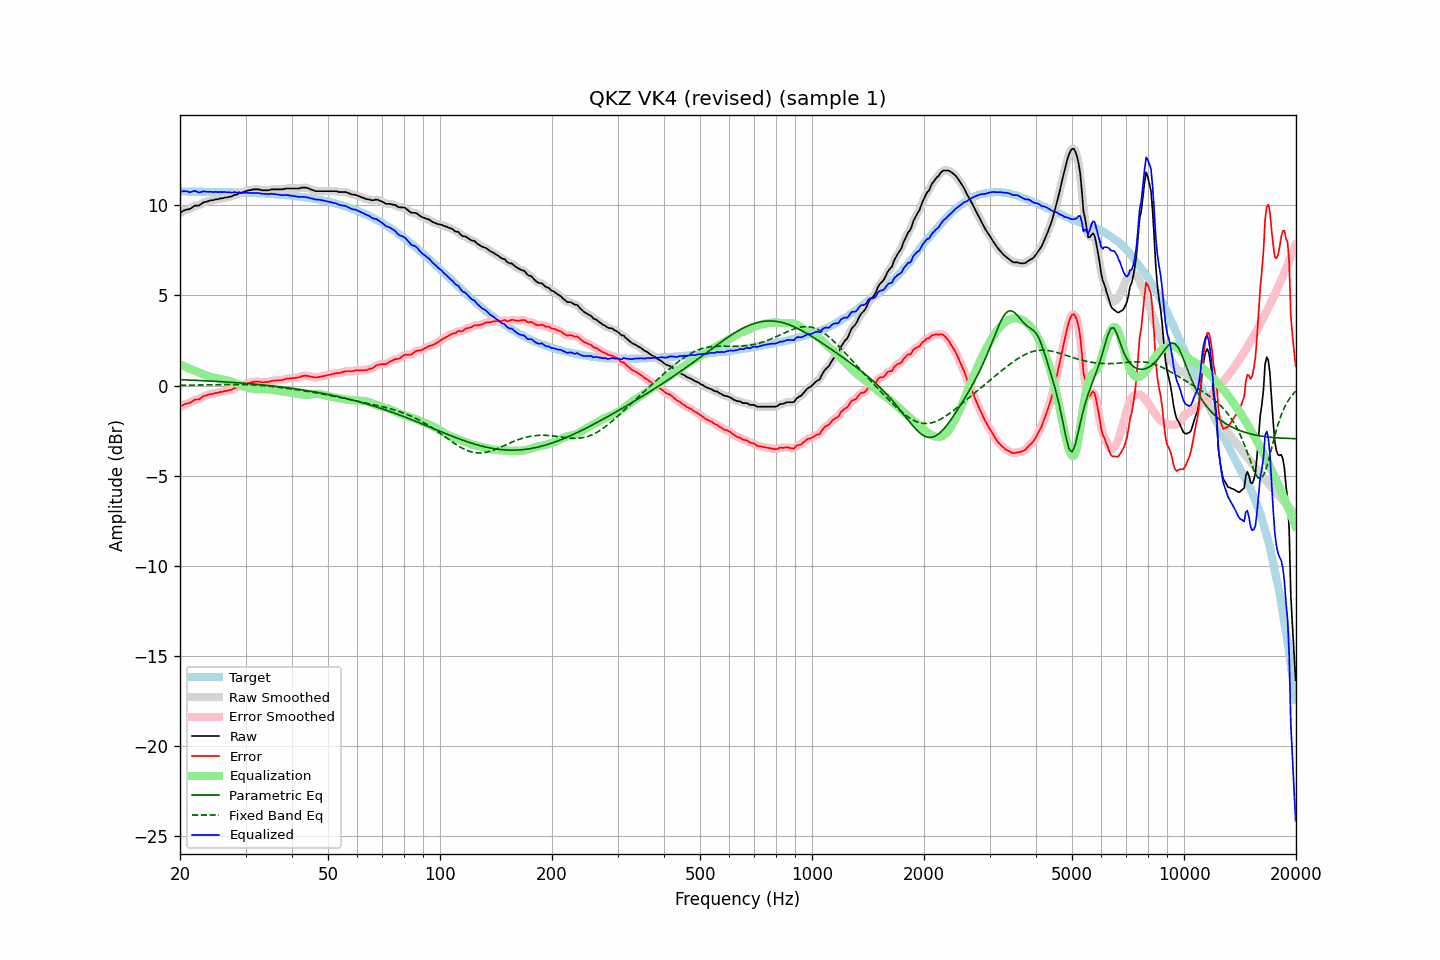 QKZ VK4 (revised) (sample 1)
Amplitude (dBr)
10
5
0
−5
−10
−15
−20
−25
Target
Raw Smoothed
Error Smoothed
Raw
Error
Equalization
Parametric Eq
Fixed Band Eq
Equalized
20 50 100 200 500 1000 2000 5000 10000 20000
Frequency (Hz)